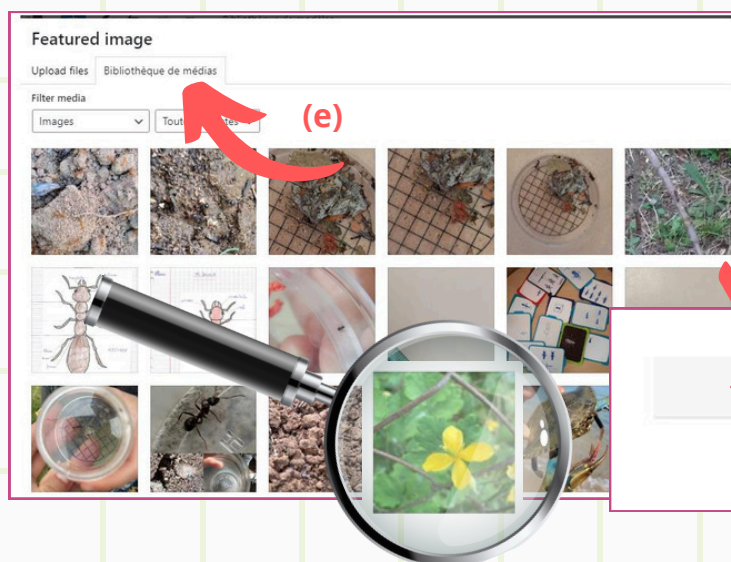 Featured image
Upload files Bibliothèque de médias
Filter media
Images
(e)